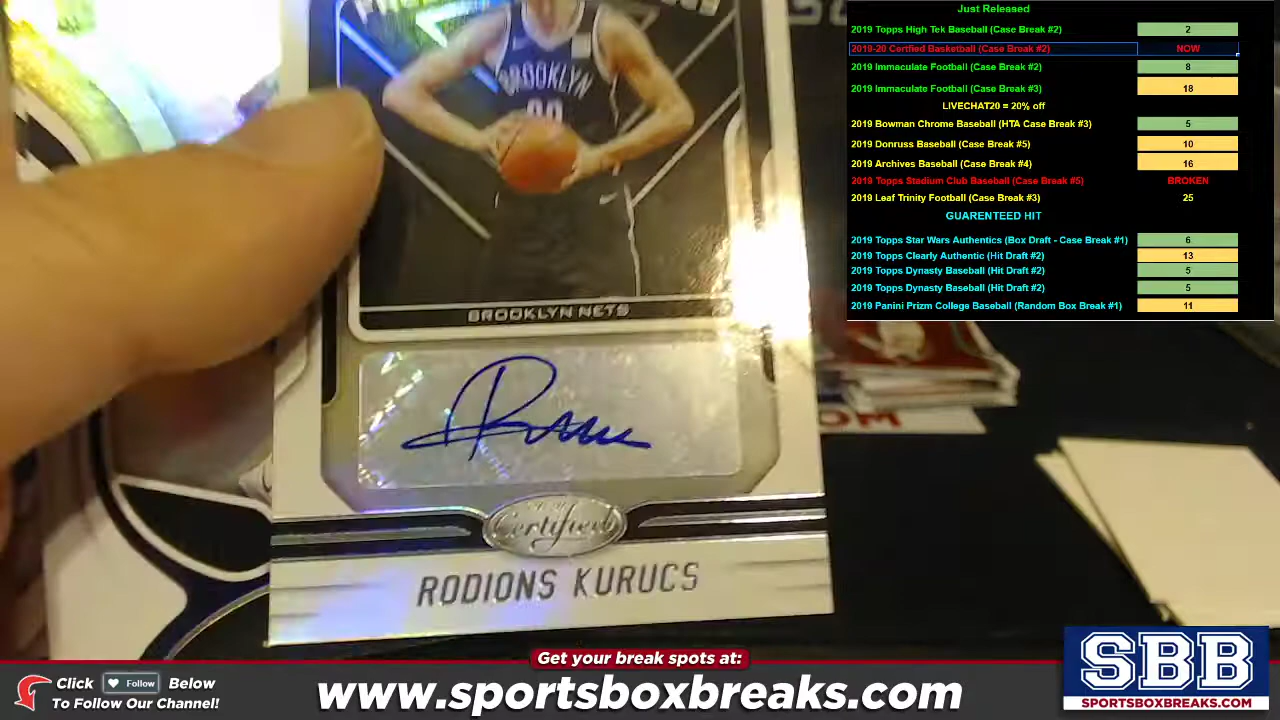 Just Released
2019 Topps High Tek Baseball (Case Break #2) 2
2019-20 Certfied Basketball (Case Break #2) NOW
2019 Immaculate Football (Case Break #2) 8
2019 Immaculate Football (Case Break #3) 18
LIVECHAT20 = 20% off
2019 Bowman Chrome Baseball (HTA Case Break #3) 5
2019 Donruss Baseball (Case Break #5) 10
2019 Archives Baseball (Case Break #4) 16
2019 Topps Stadium Club Baseball (Case Break #5) BROKEN
2019 Leaf Trinity Football (Case Break #3) 25
GUARENTEED HIT
2019 Topps Star Wars Authentics (Box Draft - Case Break #1) 6
2019 Topps Clearly Authentic (Hit Draft #2) 13
2019 Topps Dynasty Baseball (Hit Draft #2) 5
2019 Topps Dynasty Baseball (Hit Draft #2) 5
2019 Panini Prizm College Baseball (Random Box Break #1) 11
BROOKLYN
BROOKLYN NETS
Certified
RODIONS KURUCS
OM
Get your break spots at:
Click Follow Below
To Follow Our Channel!
www.sportsboxbreaks.com
SBB
SPORTSBOXBREAKS.COM